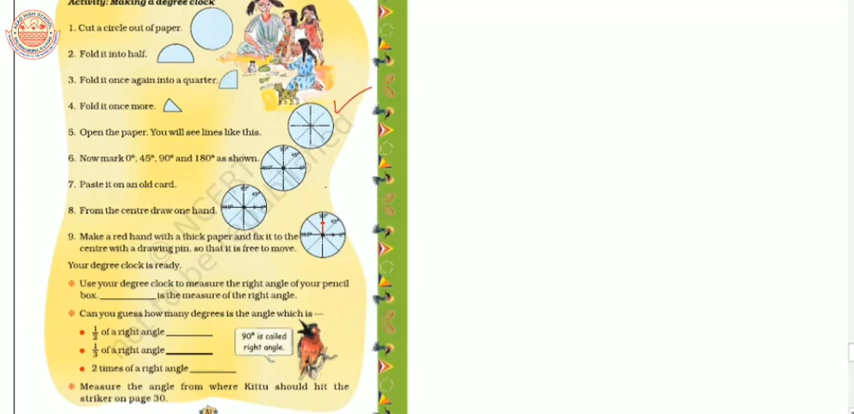 Activity: Making a degree clock
1. Cut a circle out of paper.
2. Fold it into half.
3. Fold it once again into a quarter.
4. Fold it once more.
5. Open the paper. You will see lines like this.
6. Now mark 0°, 45°, 90° and 180° as shown.
7. Paste it on an old card.
8. From the centre draw one hand.
9. Make a red hand with a thick paper and fix it to the
centre with a drawing pin, so that it is free to move.
Your degree clock is ready.
Use your degree clock to measure the right angle of your pencil
box. __________ is the measure of the right angle.
Can you guess how many degrees is the angle which is —
of a right angle ________
of a right angle ________
2 times of a right angle ________
90° is called
right angle.
Measure the angle from where Kittu should hit the
striker on page 30.